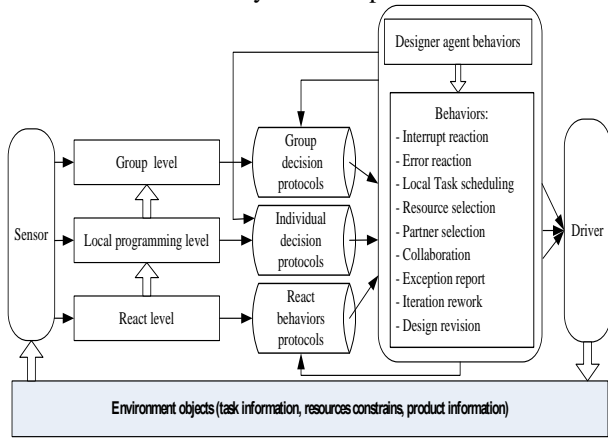 Designer agent behaviors
Behaviors:
- Interrupt reaction
- Error reaction
- Local Task scheduling
- Resource selection
- Partner selection
- Collaboration
- Exception report
- Iteration rework
- Design revision
Sensor
Group level
Local programming level
React level
Group
decision
protocols
Individual
decision
protocols
React
behaviors
protocols
Driver
Environment objects (task information, resources constrains, product information)